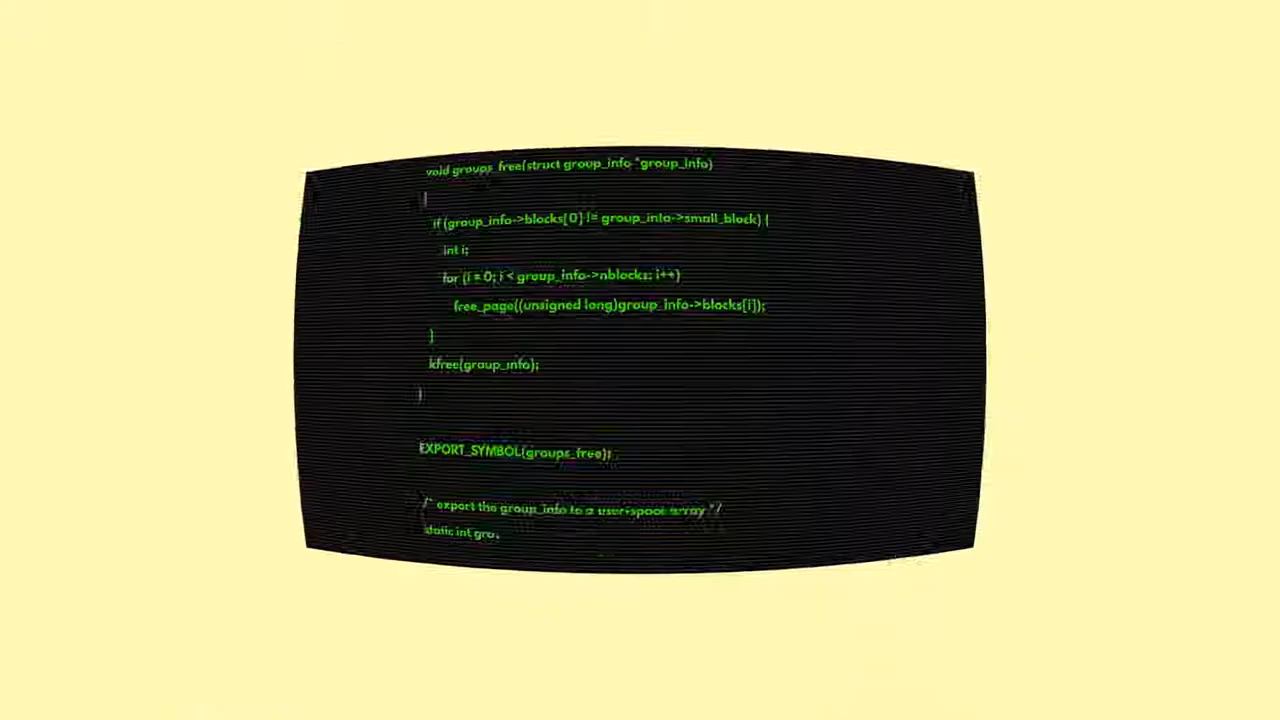 void groups_free(struct group_info *group_info)
{
if (group_info->blocks[0] != group_info->small_block) {
int i;
for (i = 0; i < group_info->nblocks; i++)
free_page((unsigned long)group_info->blocks[i]);
}
kfree(group_info);
}
EXPORT_SYMBOL(groups_free);
/* export the group_info to a user-space array */
static int gro